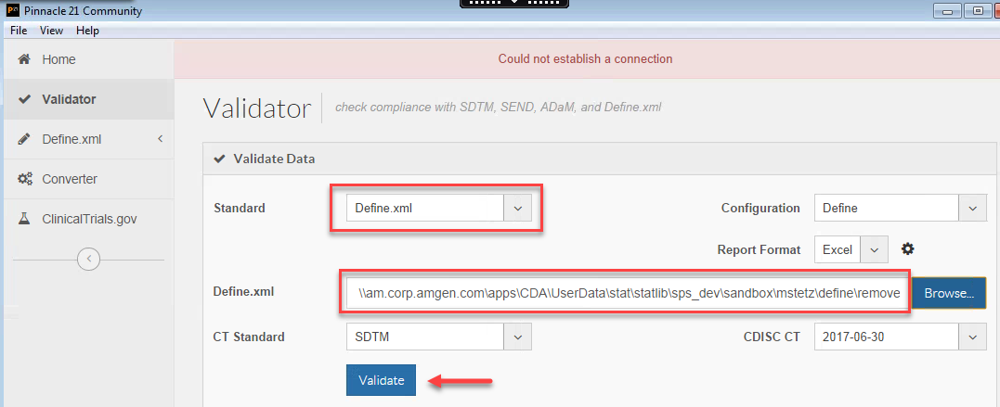 Pinnacle 21 Community
File View Help
Home
Could not establish a connection
Validator
Define.xml
Converter
ClinicalTrials.gov
Validator check compliance with SDTM, SEND, ADaM, and Define.xml
Validate Data
Standard Define.xml Configuration Define
Report Format Excel
Define.xml \\am.corp.amgen.com\apps\CDA\UserData\stat\statlib\sps_dev\sandbox\mstetz\define\remove Browse...
CT Standard SDTM CDISC CT 2017-06-30
Validate